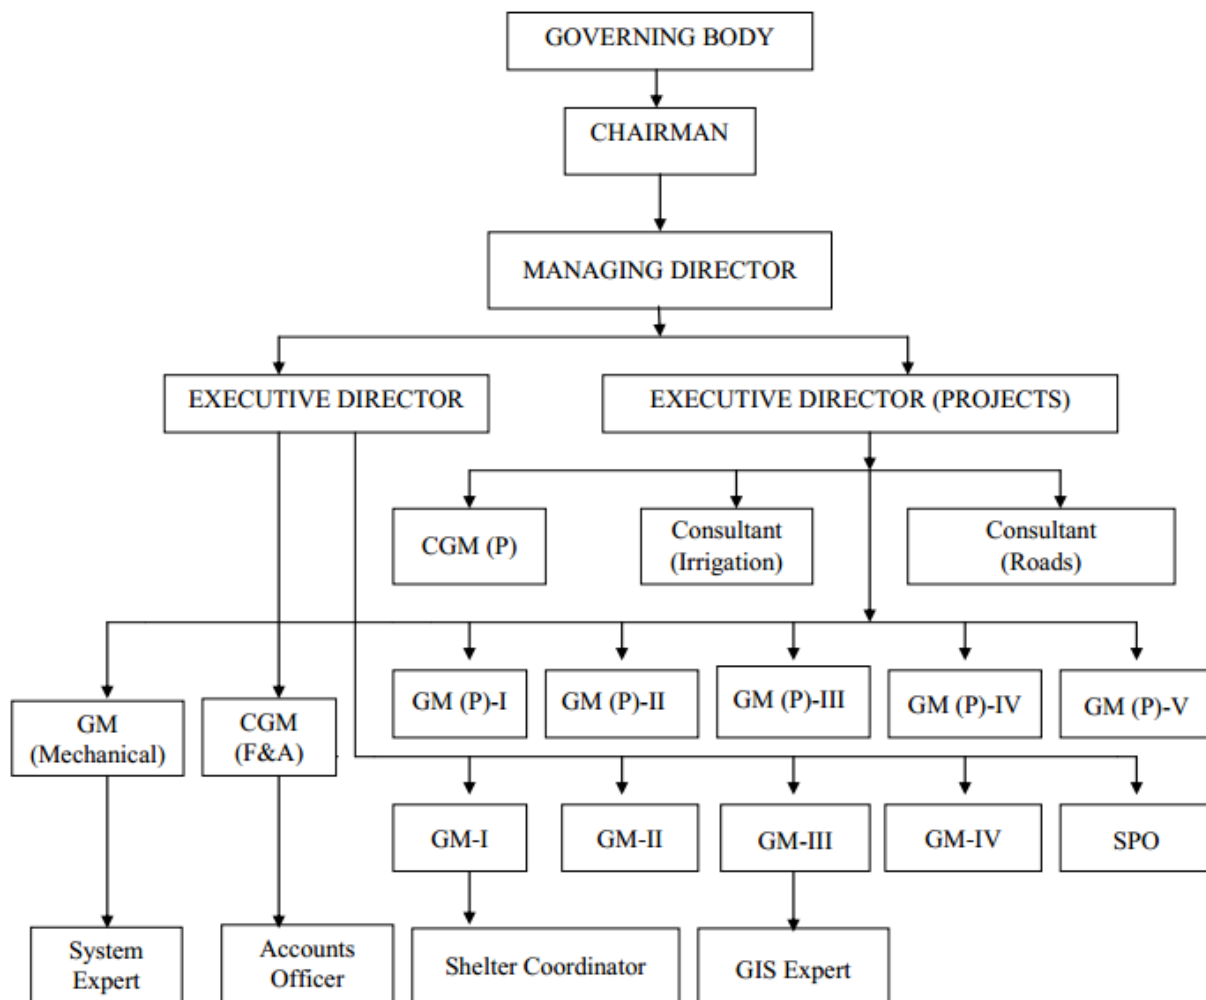 GOVERNING BODY
CHAIRMAN
MANAGING DIRECTOR
EXECUTIVE DIRECTOR
EXECUTIVE DIRECTOR (PROJECTS)
CGM (P)
Consultant
(Irrigation)
Consultant
(Roads)
GM (P)-I
GM (P)-II
GM (P)-III
GM (P)-IV
GM (P)-V
GM
(Mechanical)
CGM
(F&A)
GM-I
GM-II
GM-III
GM-IV
SPO
System
Expert
Accounts
Officer
Shelter Coordinator
GIS Expert